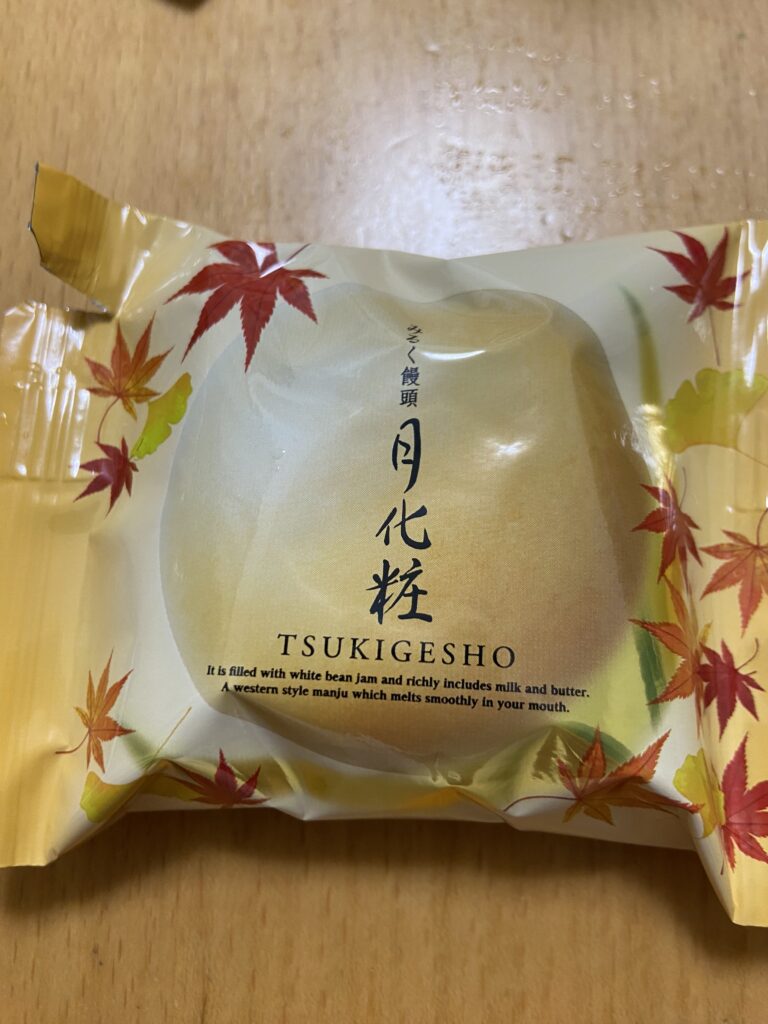 みるく饅頭
月化粧
TSUKIGESHO
It is filled with white bean jam and richly includes milk and butter.
A western style manju which melts smoothly in your mouth.